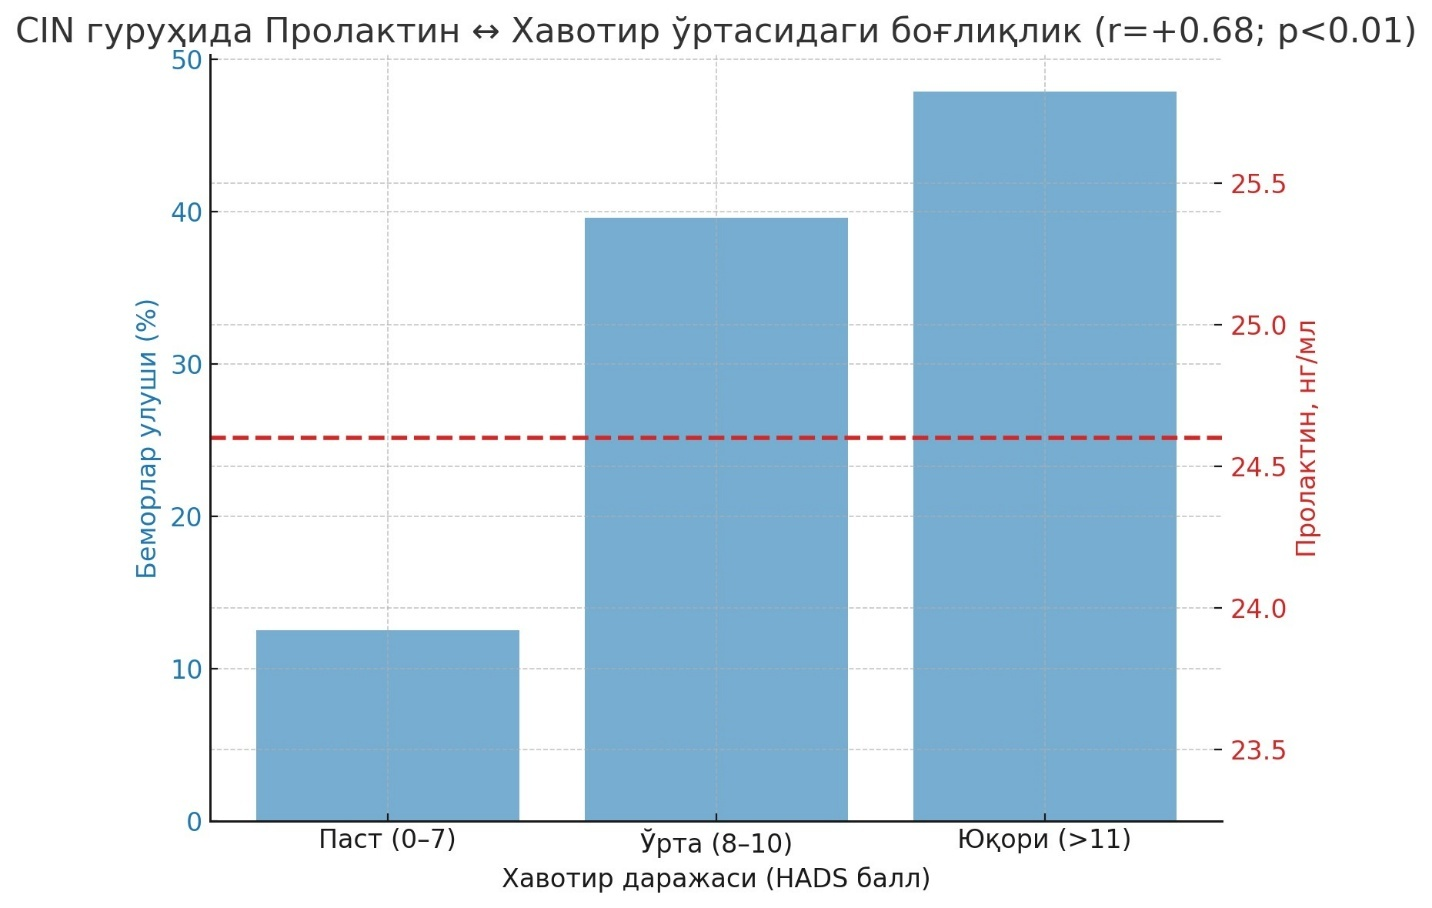 CIN гуруҳида Пролактин ↔ Хавотир ўртасидаги боғлиқлик (r=+0.68; p<0.01)
50
40
30
20
10
0
Беморлар улуши (%)
25.5
25.0
24.5
24.0
23.5
Пролактин, нг/мл
Паст (0–7)
Ўрта (8–10)
Юқори (>11)
Хавотир даражаси (HADS балл)